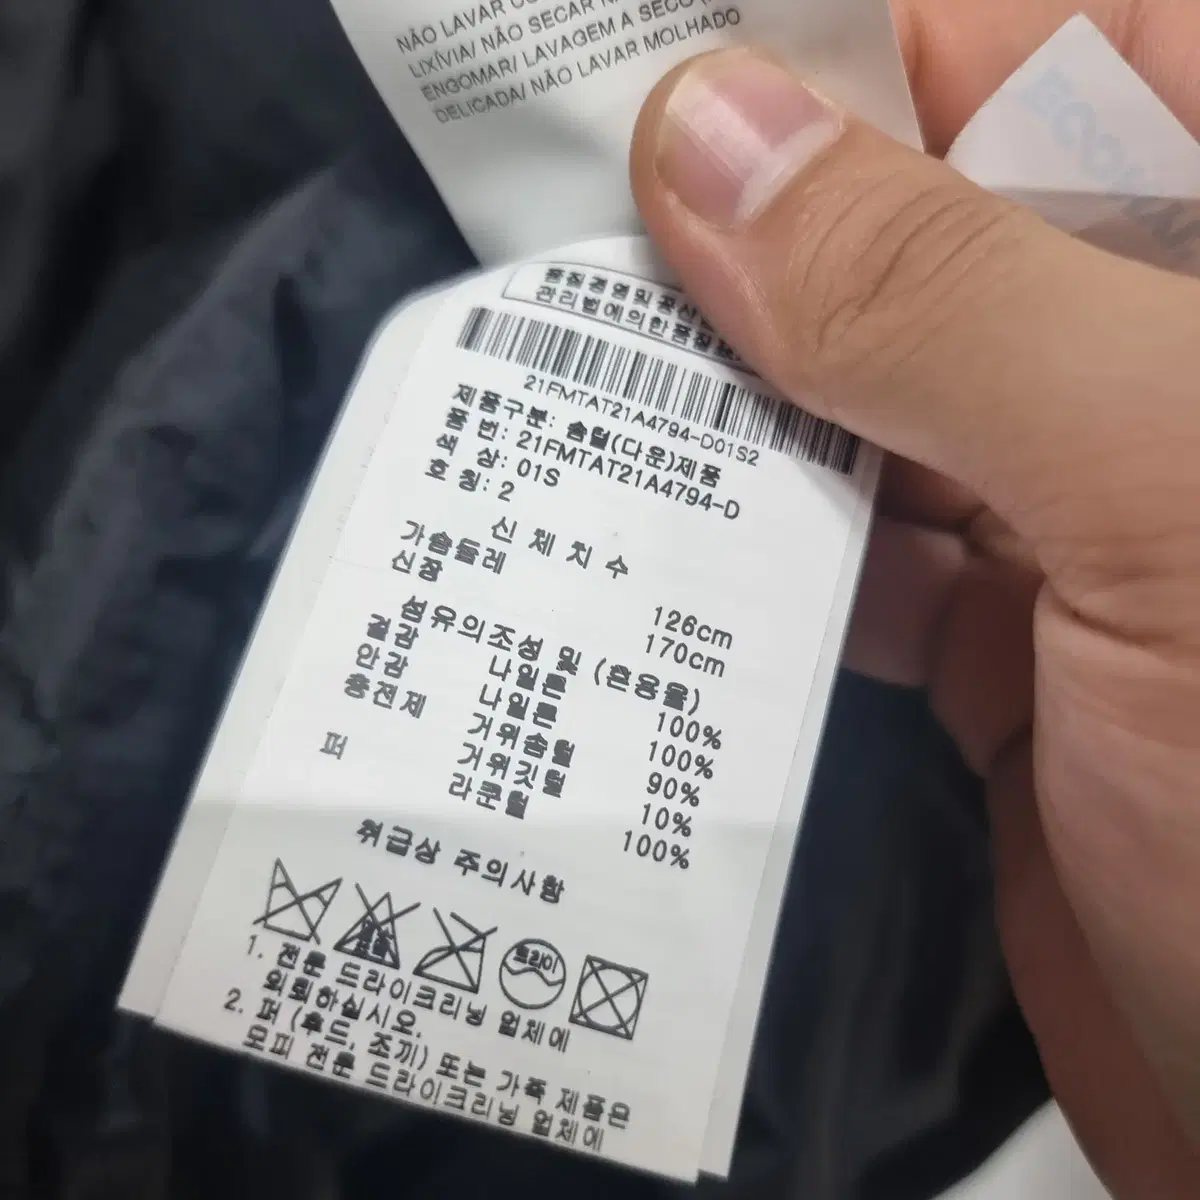 NÃO LAVAR
LIXÍVIA/ NÃO SECAR
ENGOMAR/ LAVAGEM A SECO
DELICADA/ NÃO LAVAR MOLHADO
품질경영및공산
관리법에의한품질표
21FMTAT21A4794-D01S2
제품구분: 솜털(다운)제품
품 번: 21FMTAT21A4794-D
색 상: 01S
호 칭: 2
신 체 치 수
가슴둘레 126cm
신장 170cm
섬유의조성 및 (혼용율)
겉감 나일론 100%
안감 나일론 100%
충전제 거위솜털 90%
거위깃털 10%
퍼 라쿤털 100%
취급상 주의사항
드라이
1. 전문 드라이크리닝 업체에
의뢰하십시오.
2. 퍼 (후드, 조끼) 또는 가죽 제품은
모피 전문 드라이크리닝 업체에